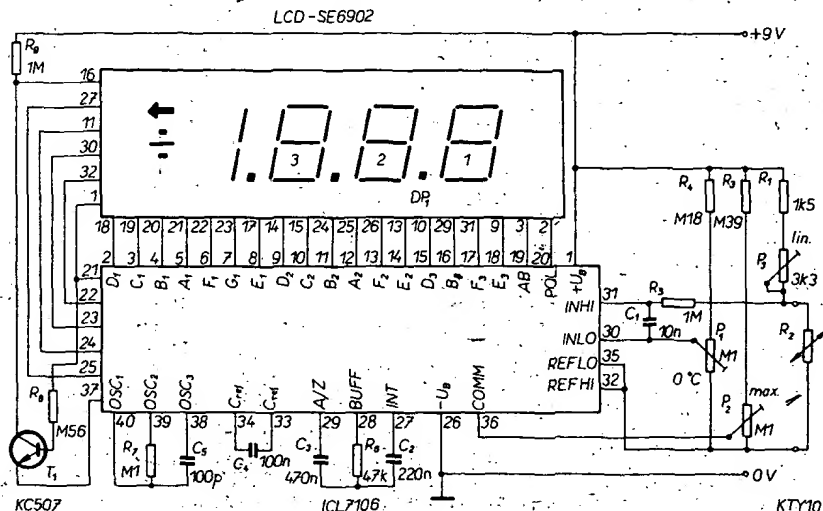 LCD-SE6902
+9V
R9
1M
16
27
11
30
32
1
1.8.8.8
3 2 1
DP1
18 19 20 21 22 23 17 14 15 24 25 26 13 10 16 29 31 9 3 2
2 3 4 5 6 7 8 9 10 11 12 13 14 15 16 17 18 19 20 1
D1 C1 B1 A1 F1 G1 E1 D2 C2 B2 A2 F2 E2 D3 B3 F3 E3 AB POL +UB
21
22
23
24
25
37
R4
M18
R3
M39
R1
1k5
lin.
P3
3k3
INHI 31
R3
1M
C1
10n
INLO 30
REFLO 35
REFHI 32
P1
M1
0°C
R2
P2
max.
M1
OSC1 OSC2 OSC3 Cref Cref A/Z BUFF INT -UB COMM
40 39 38 34 33 29 28 27 26 36
R8
M56
T1
R7
M1
C5
100p
C4
100n
C3
470n
R6
47k
C2
220n
0V
KC507
ICL7106
KTY10